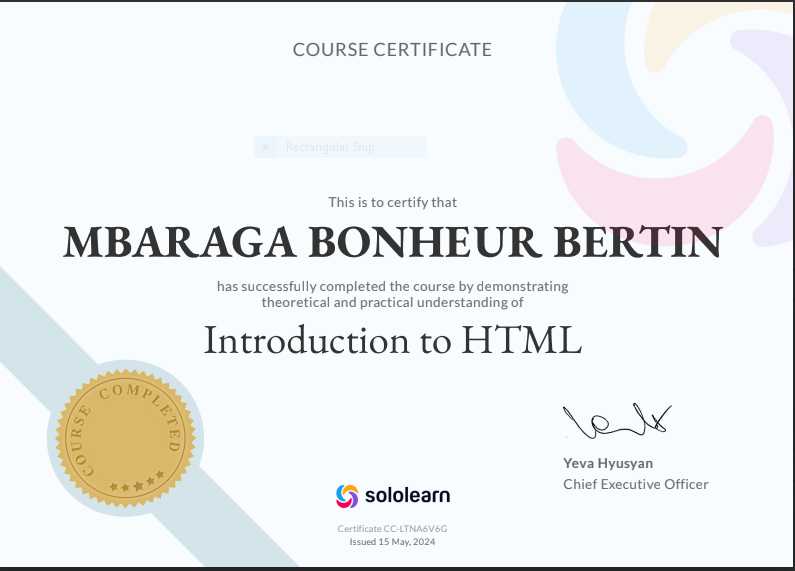 COURSE CERTIFICATE
Rectangular Snip
This is to certify that
MBARAGA BONHEUR BERTIN
has successfully completed the course by demonstrating
theoretical and practical understanding of
Introduction to HTML
COURSE COMPLETED
Yeva Hyusyan
Chief Executive Officer
sololearn
Certificate CC-LTNA6V6G
Issued 15 May, 2024